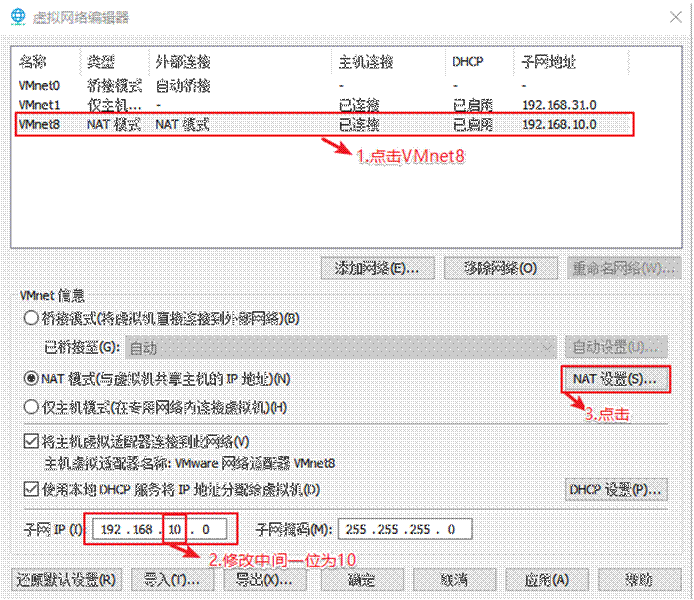 虚拟网络编辑器
名称 类型 外部连接 主机连接 DHCP 子网地址
VMnet0 桥接模式 自动桥接 - - -
VMnet1 仅主机... - 已连接 已启用 192.168.31.0
VMnet8 NAT 模式 NAT 模式 已连接 已启用 192.168.10.0
1.点击VMnet8
添加网络(E)... 移除网络(O) 重命名网络(W)...
VMnet 信息
桥接模式(将虚拟机直接连接到外部网络)(B)
已桥接至(G): 自动 自动设置(U)...
NAT 模式(与虚拟机共享主机的 IP 地址)(N) NAT 设置(S)...
仅主机模式(在专用网络内连接虚拟机)(H)
3.点击
将主机虚拟适配器连接到此网络(V)
主机虚拟适配器名称: VMware 网络适配器 VMnet8
使用本地 DHCP 服务将 IP 地址分配给虚拟机(D) DHCP 设置(P)...
子网 IP (I): 192 . 168 . 10 . 0 子网掩码(M): 255 . 255 . 255 . 0
2.修改中间一位为10
还原默认设置(R) 导入(T)... 导出(X)... 确定 取消 应用(A) 帮助